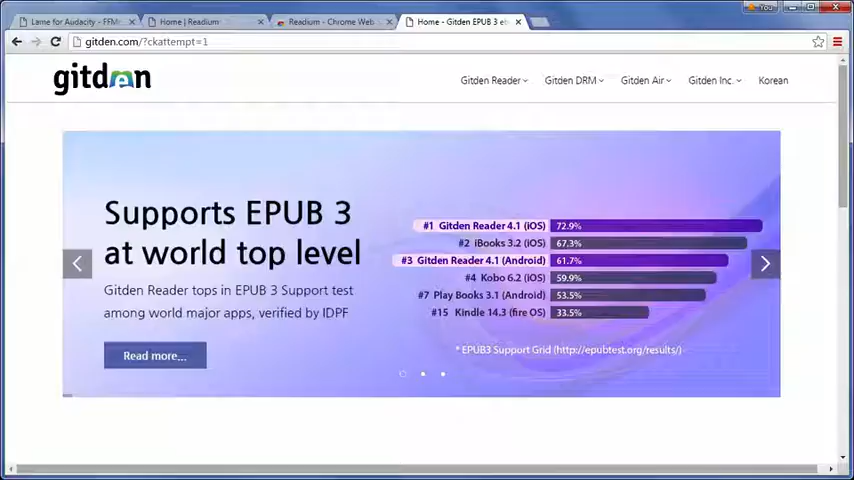 You
Lame for Audacity - FFM
Home | Readium
Readium - Chrome Web
Home - Gitden EPUB 3 e
gitden.com/?ckattempt=1
gitden
Gitden Reader
Gitden DRM
Gitden Air
Gitden Inc.
Korean
Supports EPUB 3
at world top level
Gitden Reader tops in EPUB 3 Support test
among world major apps, verified by IDPF
Read more...
#1 Gitden Reader 4.1 (iOS) 72.9%
#2 iBooks 3.2 (iOS) 67.3%
#3 Gitden Reader 4.1 (Android) 61.7%
#4 Kobo 6.2 (iOS) 59.9%
#7 Play Books 3.1 (Android) 53.5%
#15 Kindle 14.3 (fire OS) 33.5%
* EPUB3 Support Grid (http://epubtest.org/results/)